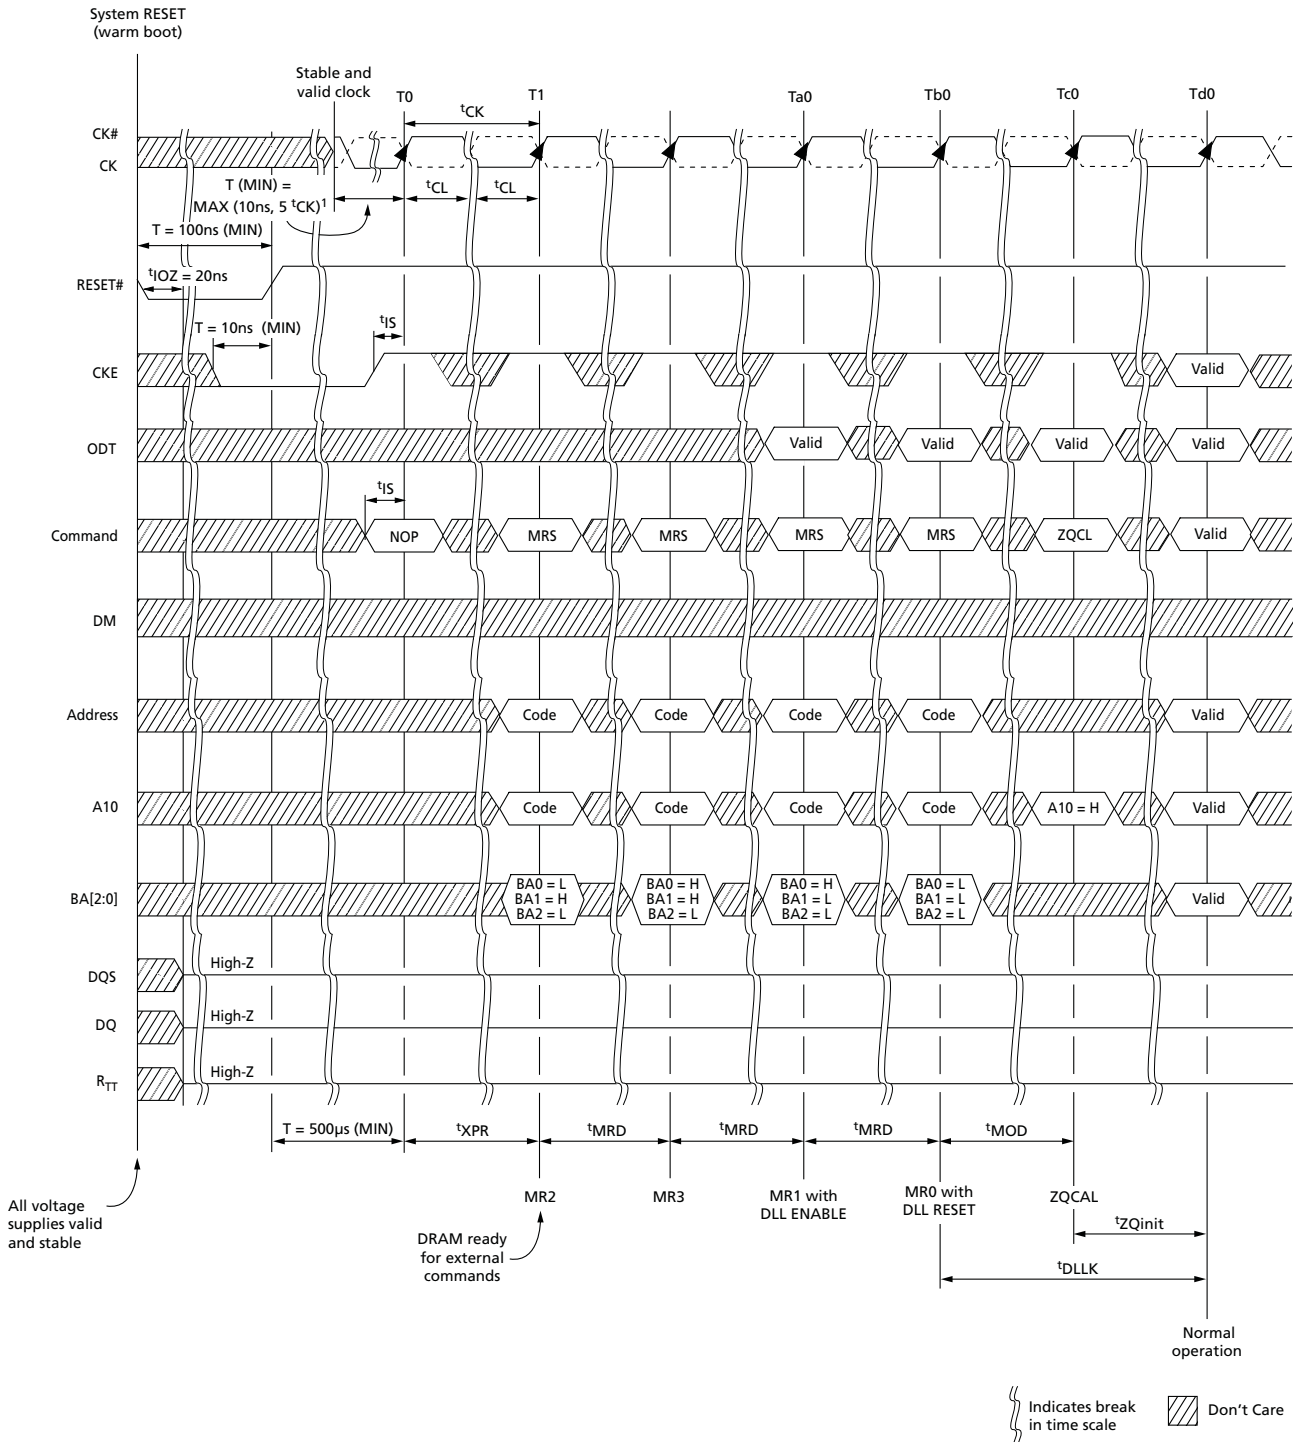 System RESET
(warm boot)
Stable and
valid clock
T0
T1
Ta0
Tb0
Tc0
Td0
tCK
CK#
CK
T (MIN) =
MAX (10ns, 5 tCK)1
tCL
tCL
T = 100ns (MIN)
tIOZ = 20ns
RESET#
T = 10ns (MIN)
tIS
CKE
Valid
ODT
Valid
Valid
Valid
Valid
tIS
Command
NOP
MRS
MRS
MRS
MRS
ZQCL
Valid
DM
Address
Code
Code
Code
Code
Valid
A10
Code
Code
Code
Code
A10 = H
Valid
BA[2:0]
BA0 = L
BA1 = H
BA2 = L
BA0 = H
BA1 = H
BA2 = L
BA0 = H
BA1 = L
BA2 = L
BA0 = L
BA1 = L
BA2 = L
Valid
DQS
High-Z
DQ
High-Z
RTT
High-Z
T = 500µs (MIN)
tXPR
tMRD
tMRD
tMRD
tMOD
All voltage
supplies valid
and stable
MR2
MR3
MR1 with
DLL ENABLE
MR0 with
DLL RESET
ZQCAL
DRAM ready
for external
commands
tZQinit
tDLLK
Normal
operation
Indicates break
in time scale
Don't Care